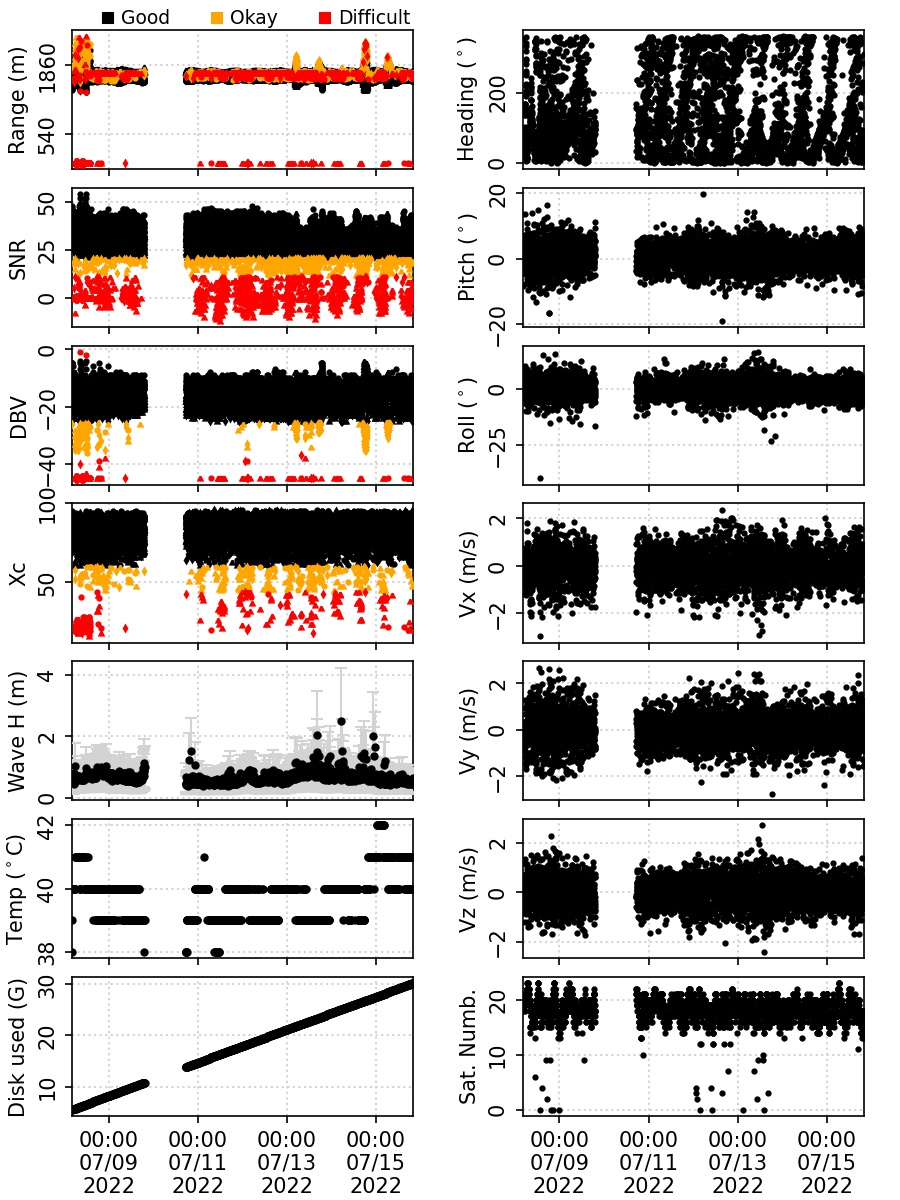 Good Okay Difficult
Range (m)
1860
540
Heading (°)
200
0
SNR
50
25
0
Pitch (°)
20
0
−20
DBV
0
−20
−40
Roll (°)
0
−25
Xc
100
50
Vx (m/s)
2
0
−2
Wave H (m)
4
2
0
Vy (m/s)
2
0
−2
Temp (°C)
42
40
38
Vz (m/s)
2
0
−2
Disk used (G)
30
20
10
Sat. Numb.
20
10
0
00:00 00:00 00:00 00:00
07/09 07/11 07/13 07/15
2022 2022 2022 2022
00:00 00:00 00:00 00:00
07/09 07/11 07/13 07/15
2022 2022 2022 2022